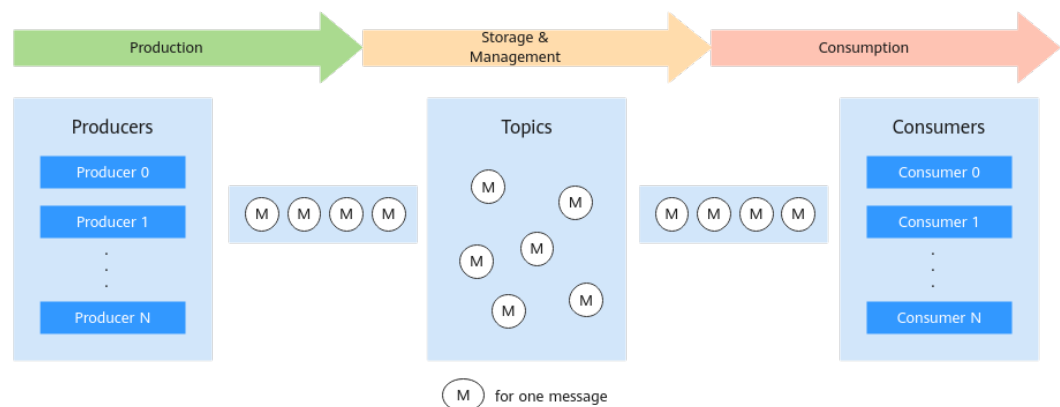 Production
Storage &
Management
Consumption
Producers
Producer 0
Producer 1
.
.
.
Producer N
M M M M
Topics
M
M
M
M
M
M
M M M M
Consumers
Consumer 0
Consumer 1
.
.
.
Consumer N
M for one message